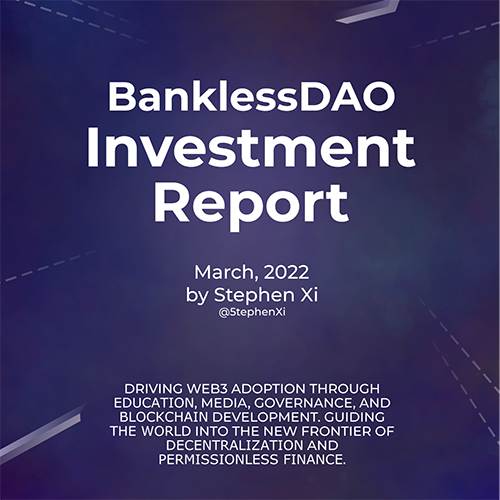 BanklessDAO
Investment
Report
March, 2022
by Stephen Xi
@5tephenXi
DRIVING WEB3 ADOPTION THROUGH
EDUCATION, MEDIA, GOVERNANCE, AND
BLOCKCHAIN DEVELOPMENT. GUIDING
THE WORLD INTO THE NEW FRONTIER OF
DECENTRALIZATION AND
PERMISSIONLESS FINANCE.